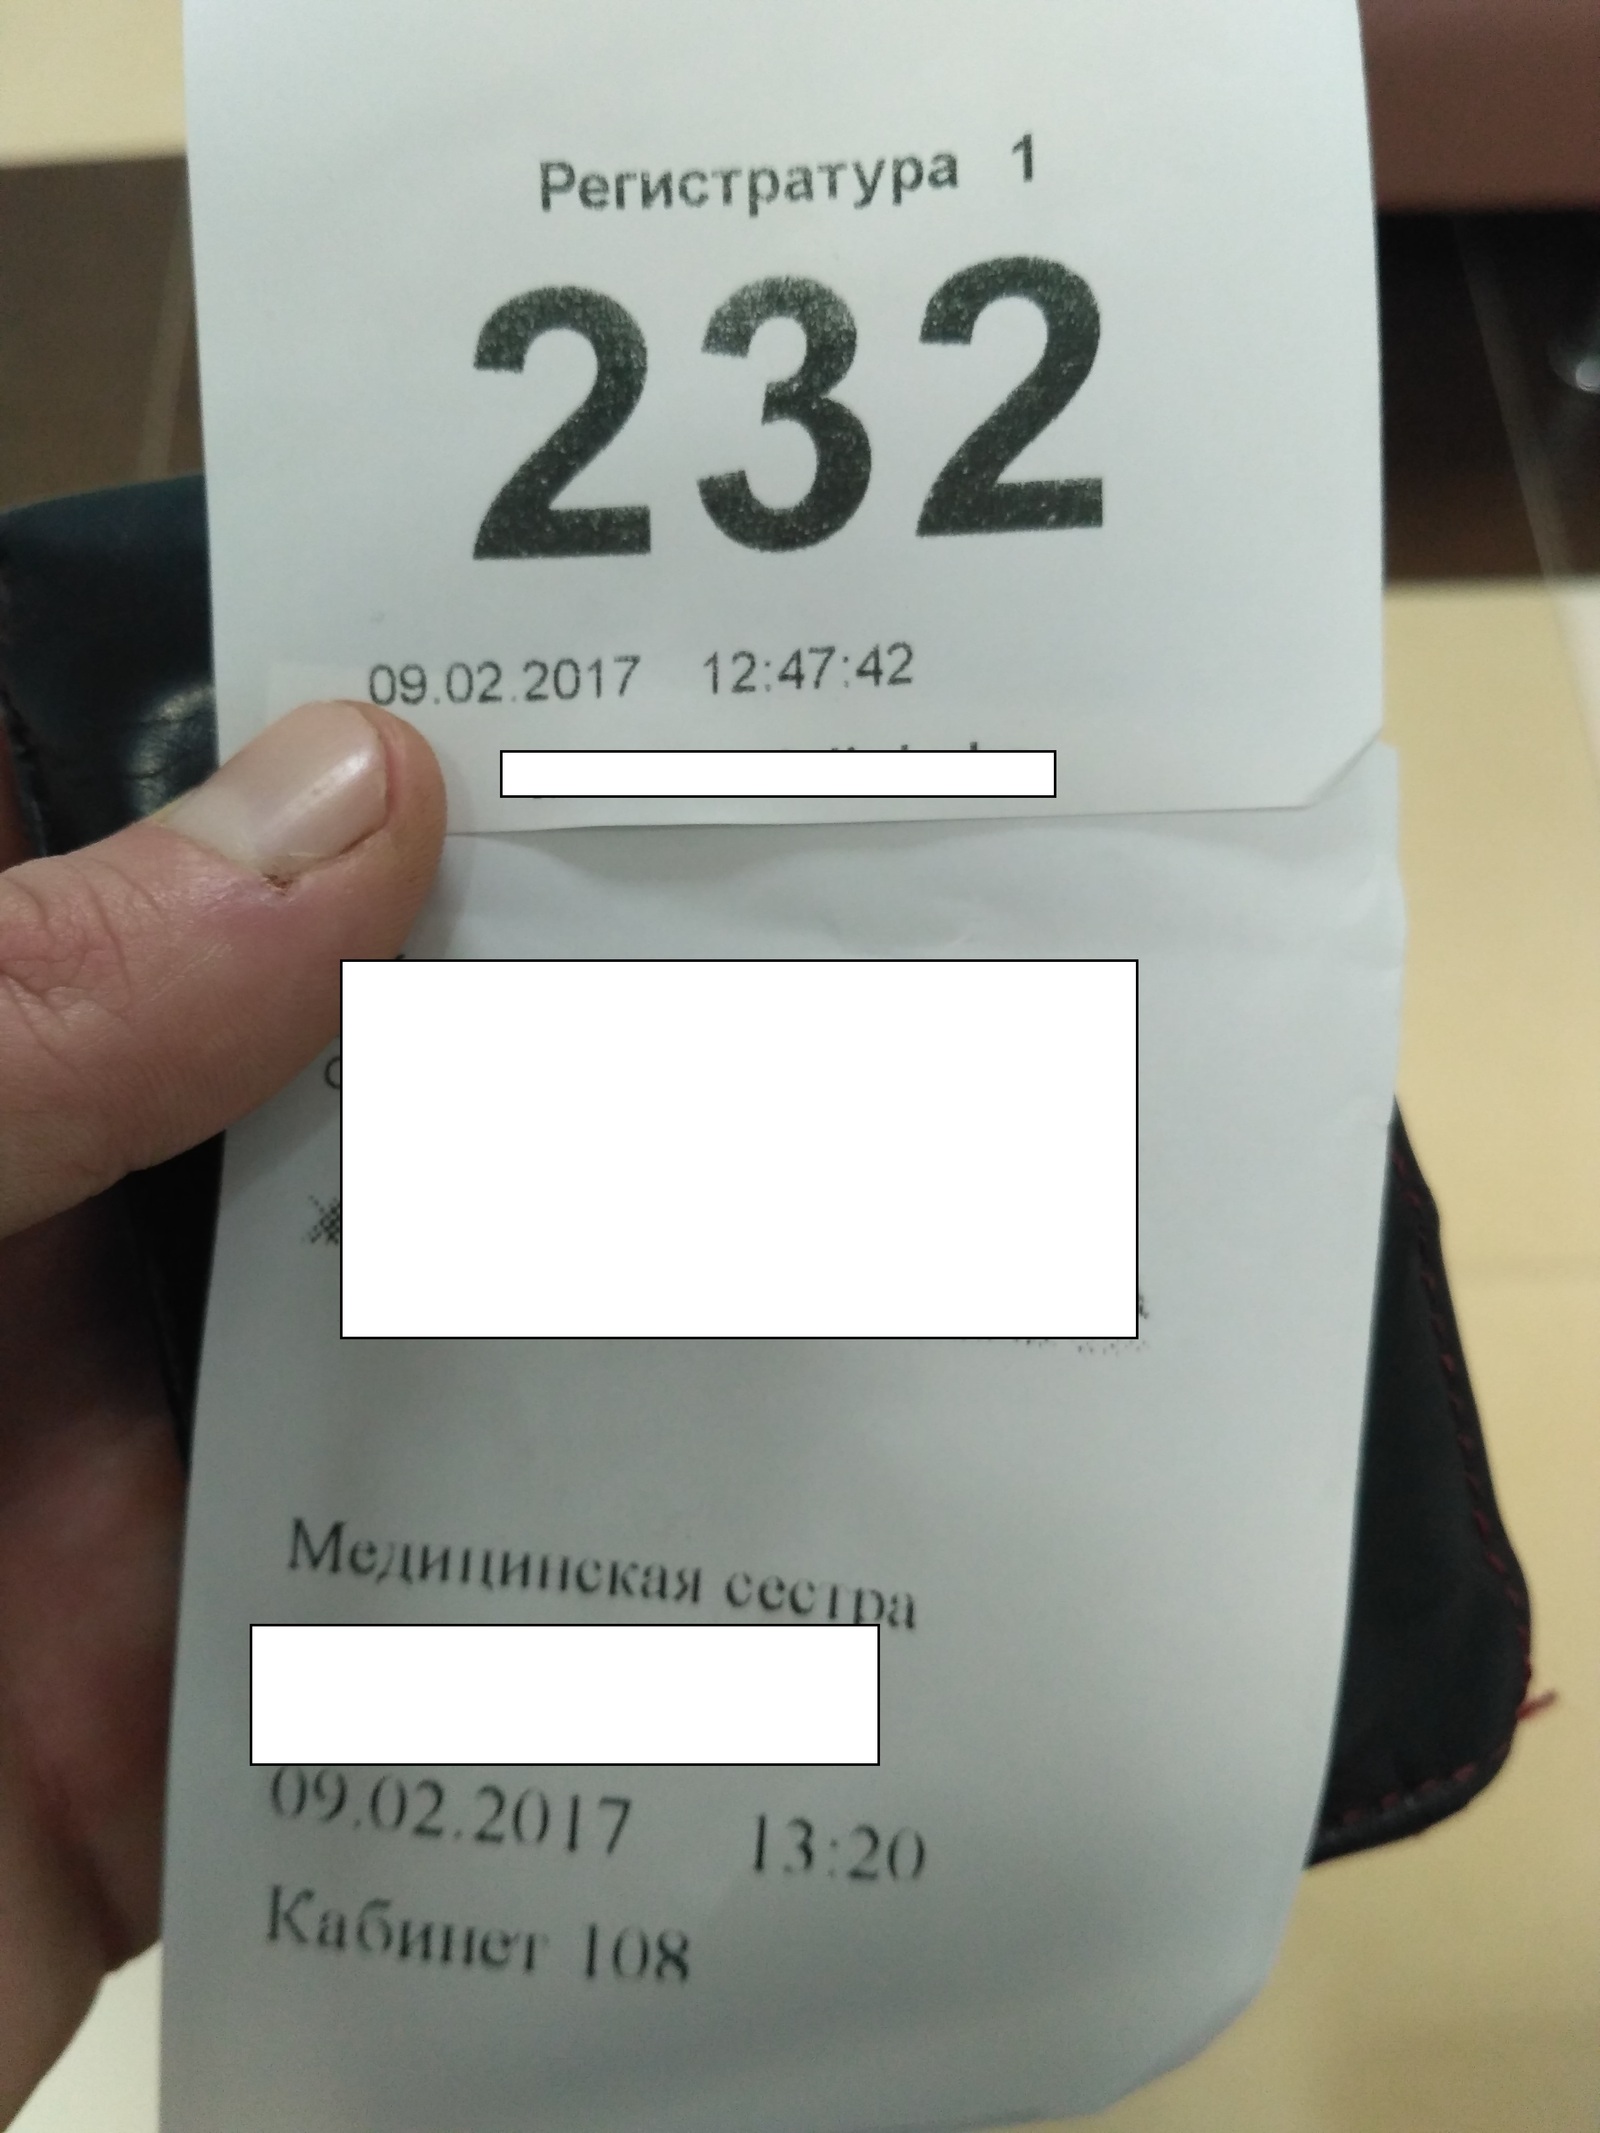 Регистратура 1
232
09.02.2017 12:47:42
Медицинская сестра
09.02.2017 13:20
Кабинет 108